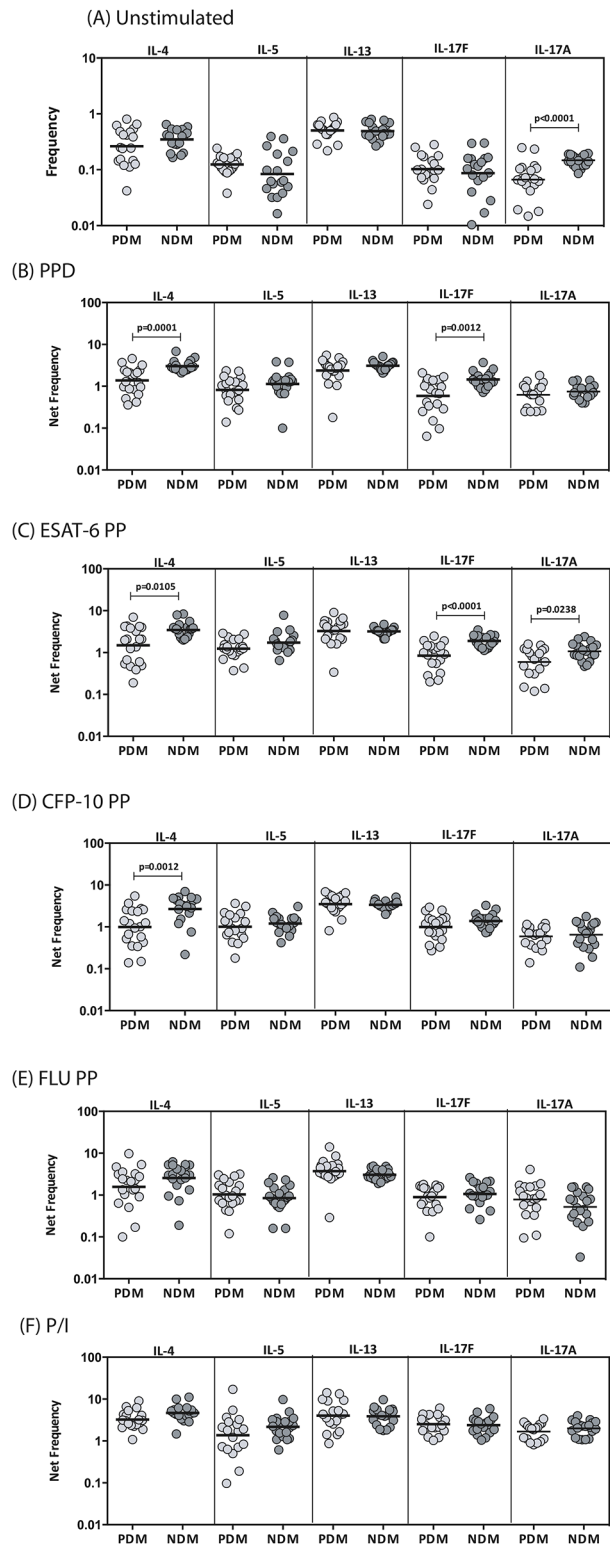 (A) Unstimulated
IL-4 IL-5 IL-13 IL-17F IL-17A
10
1
0.1
0.01
Frequency
p<0.0001
PDM NDM PDM NDM PDM NDM PDM NDM PDM NDM
(B) PPD
IL-4 IL-5 IL-13 IL-17F IL-17A
100
10
1
0.1
0.01
Net Frequency
p=0.0001 p=0.0012
PDM NDM PDM NDM PDM NDM PDM NDM PDM NDM
(C) ESAT-6 PP
IL-4 IL-5 IL-13 IL-17F IL-17A
100
10
1
0.1
0.01
Net Frequency
p=0.0105 p<0.0001 p=0.0238
PDM NDM PDM NDM PDM NDM PDM NDM PDM NDM
(D) CFP-10 PP
IL-4 IL-5 IL-13 IL-17F IL-17A
100
10
1
0.1
0.01
Net Frequency
p=0.0012
PDM NDM PDM NDM PDM NDM PDM NDM PDM NDM
(E) FLU PP
IL-4 IL-5 IL-13 IL-17F IL-17A
100
10
1
0.1
0.01
Net Frequency
PDM NDM PDM NDM PDM NDM PDM NDM PDM NDM
(F) P/I
IL-4 IL-5 IL-13 IL-17F IL-17A
100
10
1
0.1
0.01
Net Frequency
PDM NDM PDM NDM PDM NDM PDM NDM PDM NDM